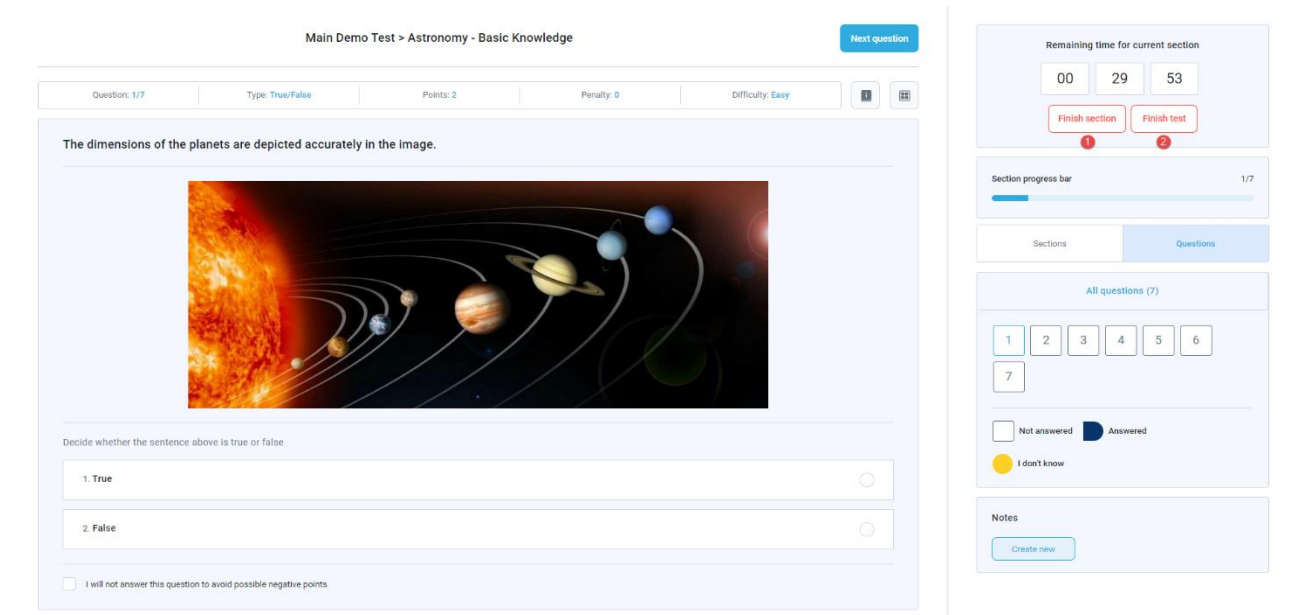 Main Demo Test > Astronomy - Basic Knowledge
Next question
Question: 1/7
Type: True/False
Points: 2
Penalty: 0
Difficulty: Easy
The dimensions of the planets are depicted accurately in the image.
Decide whether the sentence above is true or false
1. True
2. False
I will not answer this question to avoid possible negative points
Remaining time for current section
00 29 53
Finish section
Finish test
1
2
Section progress bar
1/7
Sections
Questions
All questions (7)
1 2 3 4 5 6
7
Not answered
Answered
I don't know
Notes
Create new